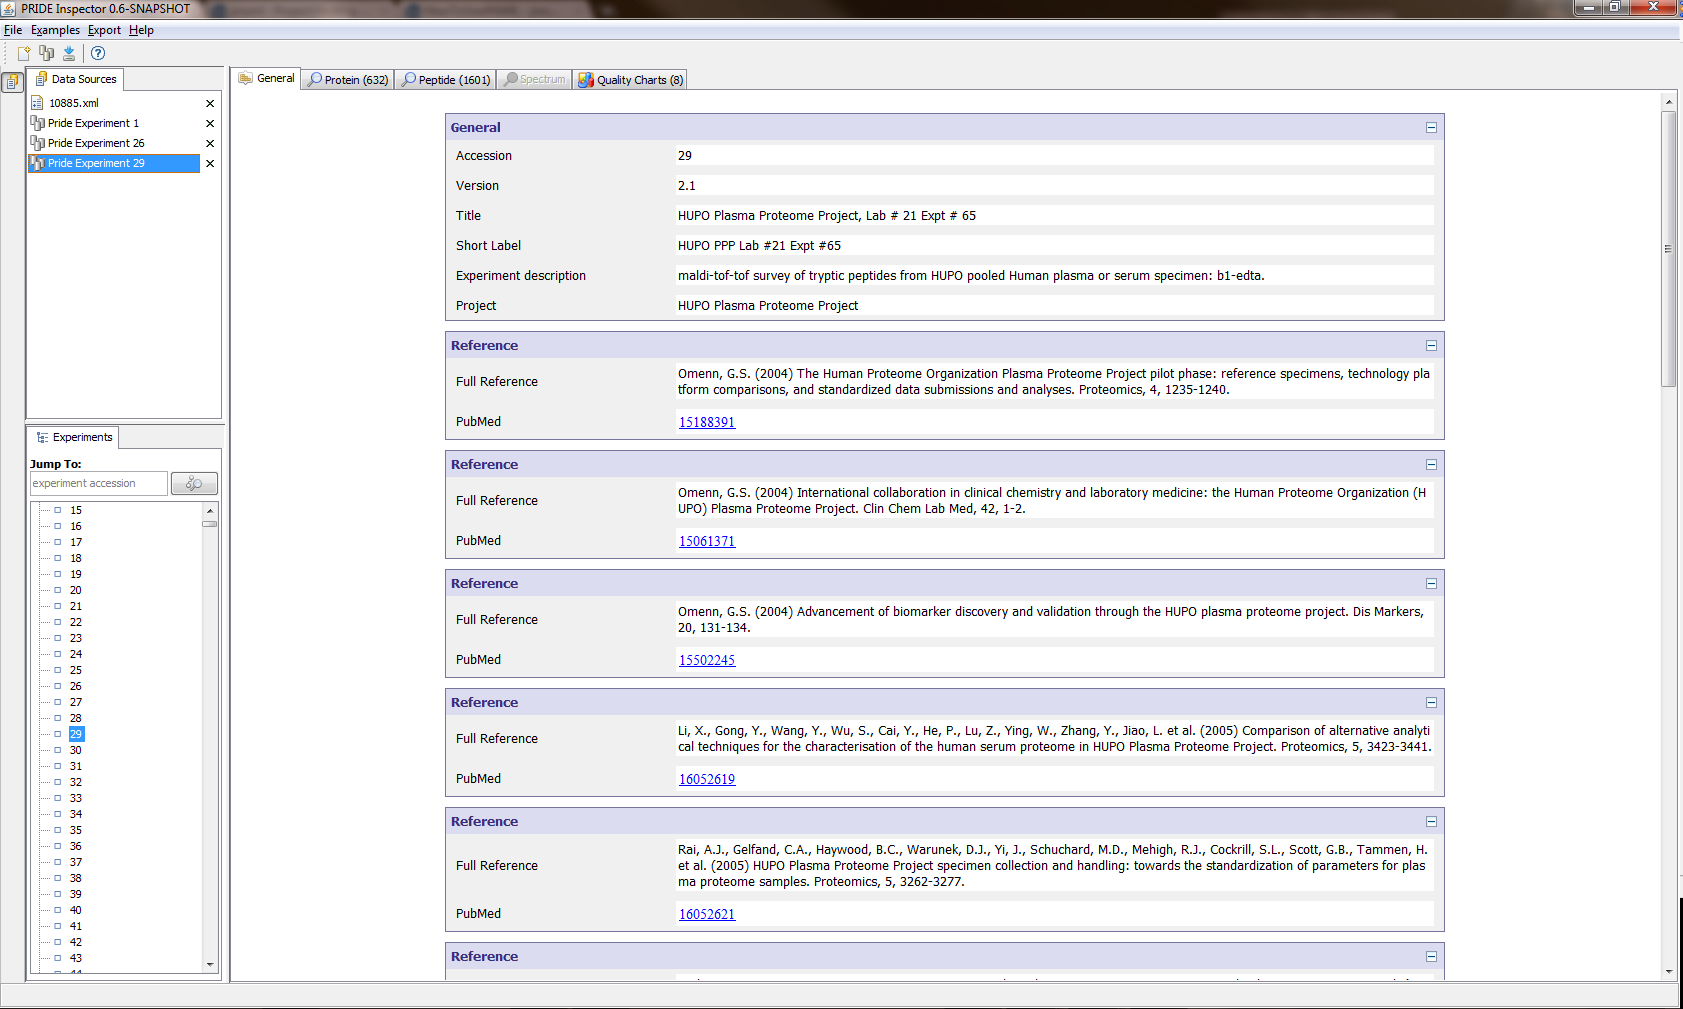 PRIDE Inspector 0.6-SNAPSHOT
File Examples Export Help
Data Sources
10885.xml
Pride Experiment 1
Pride Experiment 26
Pride Experiment 29
Experiments
Jump To:
experiment accession
15
16
17
18
19
20
21
22
23
24
25
26
27
28
29
30
31
32
33
34
35
36
37
38
39
40
41
42
43
44
General Protein (632) Peptide (1601) Spectrum Quality Charts (8)
General
Accession 29
Version 2.1
Title HUPO Plasma Proteome Project, Lab # 21 Expt # 65
Short Label HUPO PPP Lab #21 Expt #65
Experiment description maldi-tof-tof survey of tryptic peptides from HUPO pooled Human plasma or serum specimen: b1-edta.
Project HUPO Plasma Proteome Project
Reference
Full Reference
Omenn, G.S. (2004) The Human Proteome Organization Plasma Proteome Project pilot phase: reference specimens, technology pla
tform comparisons, and standardized data submissions and analyses. Proteomics, 4, 1235-1240.
PubMed 15188391
Reference
Full Reference
Omenn, G.S. (2004) International collaboration in clinical chemistry and laboratory medicine: the Human Proteome Organization (H
UPO) Plasma Proteome Project. Clin Chem Lab Med, 42, 1-2.
PubMed 15061371
Reference
Full Reference
Omenn, G.S. (2004) Advancement of biomarker discovery and validation through the HUPO plasma proteome project. Dis Markers,
20, 131-134.
PubMed 15502245
Reference
Full Reference
Li, X., Gong, Y., Wang, Y., Wu, S., Cai, Y., He, P., Lu, Z., Ying, W., Zhang, Y., Jiao, L. et al. (2005) Comparison of alternative analyti
cal techniques for the characterisation of the human serum proteome in HUPO Plasma Proteome Project. Proteomics, 5, 3423-3441.
PubMed 16052619
Reference
Full Reference
Rai, A.J., Gelfand, C.A., Haywood, B.C., Warunek, D.J., Yi, J., Schuchard, M.D., Mehigh, R.J., Cockrill, S.L., Scott, G.B., Tammen, H.
et al. (2005) HUPO Plasma Proteome Project specimen collection and handling: towards the standardization of parameters for plas
ma proteome samples. Proteomics, 5, 3262-3277.
PubMed 16052621
Reference